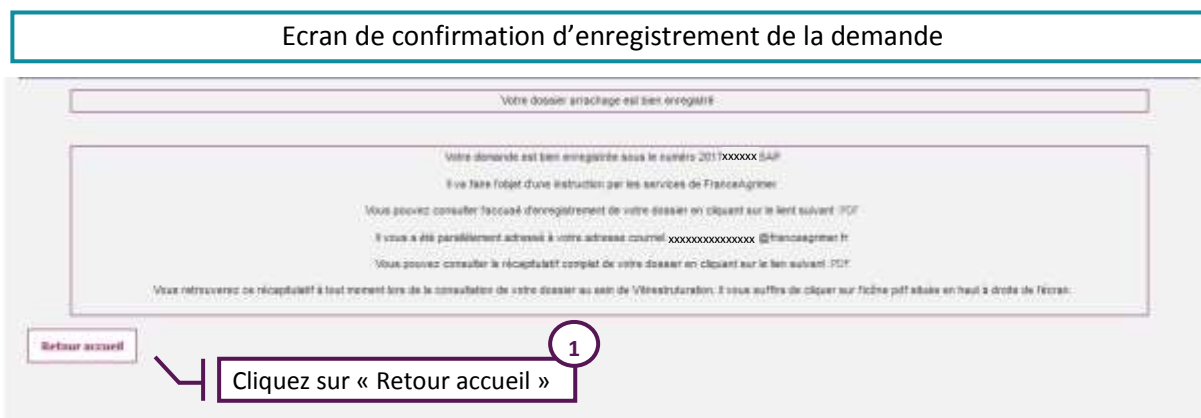 Ecran de confirmation d'enregistrement de la demande
Votre dossier arrachage est bien enregistré
Votre demande est bien enregistrée sous le numéro 2017xxxxxx SAP
Il va faire l'objet d'une instruction par les services de FranceAgrimer
Vous pouvez consulter l'accusé d'enregistrement de votre dossier en cliquant sur le lient suivant PDF
Il vous a été parallèlement adressé à votre adresse courriel xxxxxxxxxxxxxxx @franceagrimer.fr
Vous pouvez consulter le récapitulatif complet de votre dossier en cliquant sur le lien suivant PDF
Vous retrouverez ce récapitulatif à tout moment lors de la consultation de votre dossier au sein de Vitirestructuration. Il vous suffira de cliquer sur l'icône pdf située en haut à droite de l'écran.
Retour accueil
1
Cliquez sur « Retour accueil »